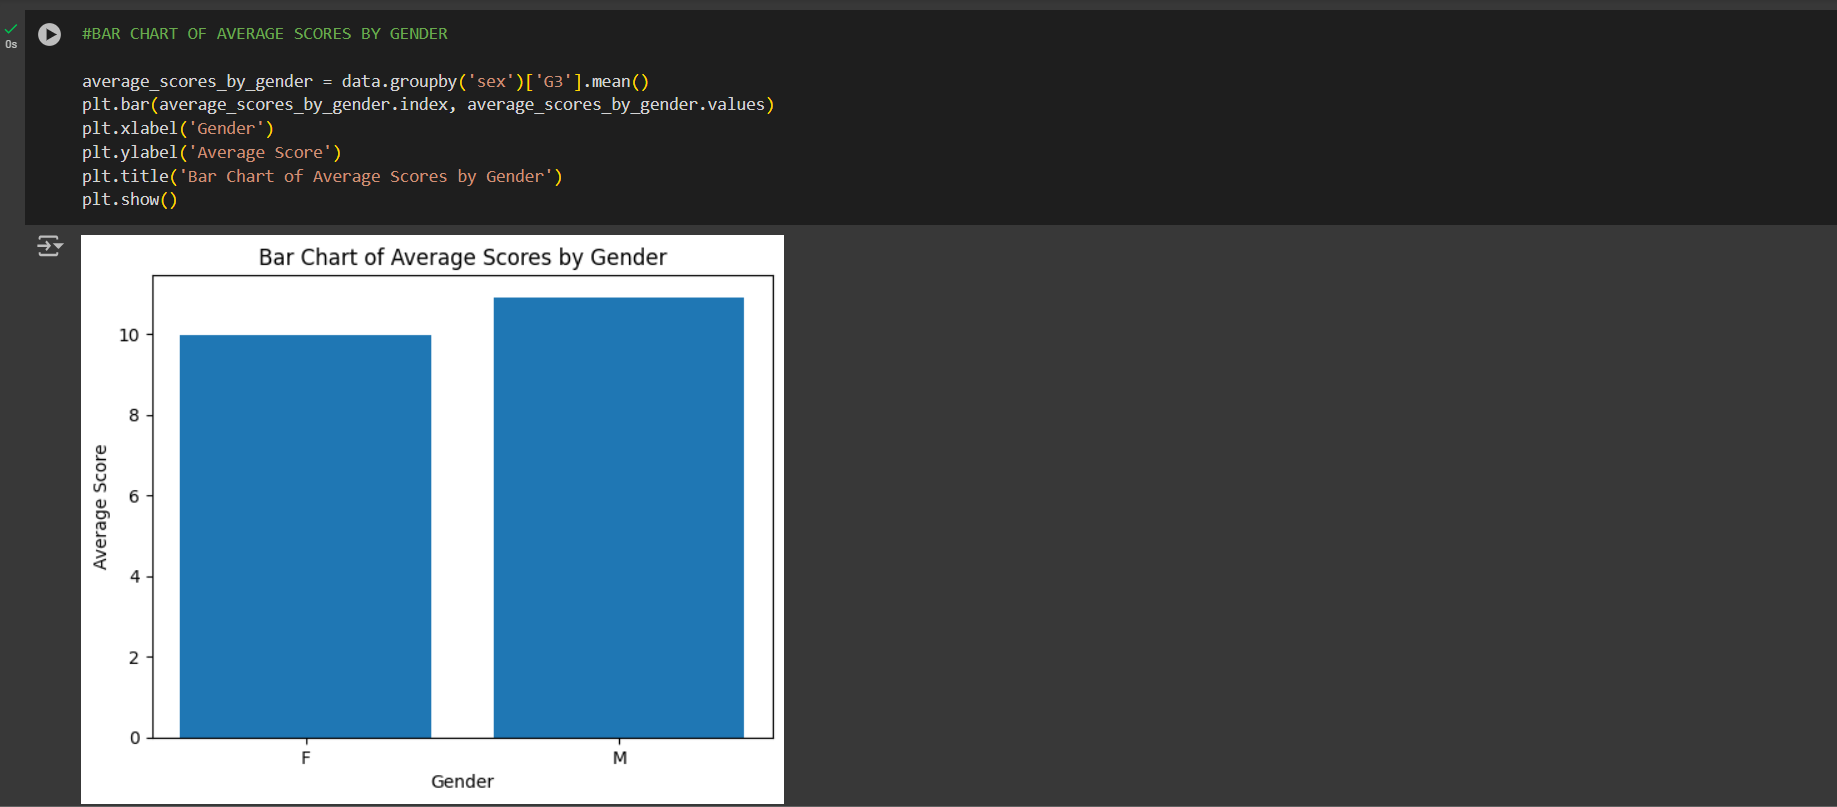 #BAR CHART OF AVERAGE SCORES BY GENDER
average_scores_by_gender = data.groupby('sex')['G3'].mean()
plt.bar(average_scores_by_gender.index, average_scores_by_gender.values)
plt.xlabel('Gender')
plt.ylabel('Average Score')
plt.title('Bar Chart of Average Scores by Gender')
plt.show()
0s
Bar Chart of Average Scores by Gender
10
8
6
4
2
0
Average Score
F
M
Gender